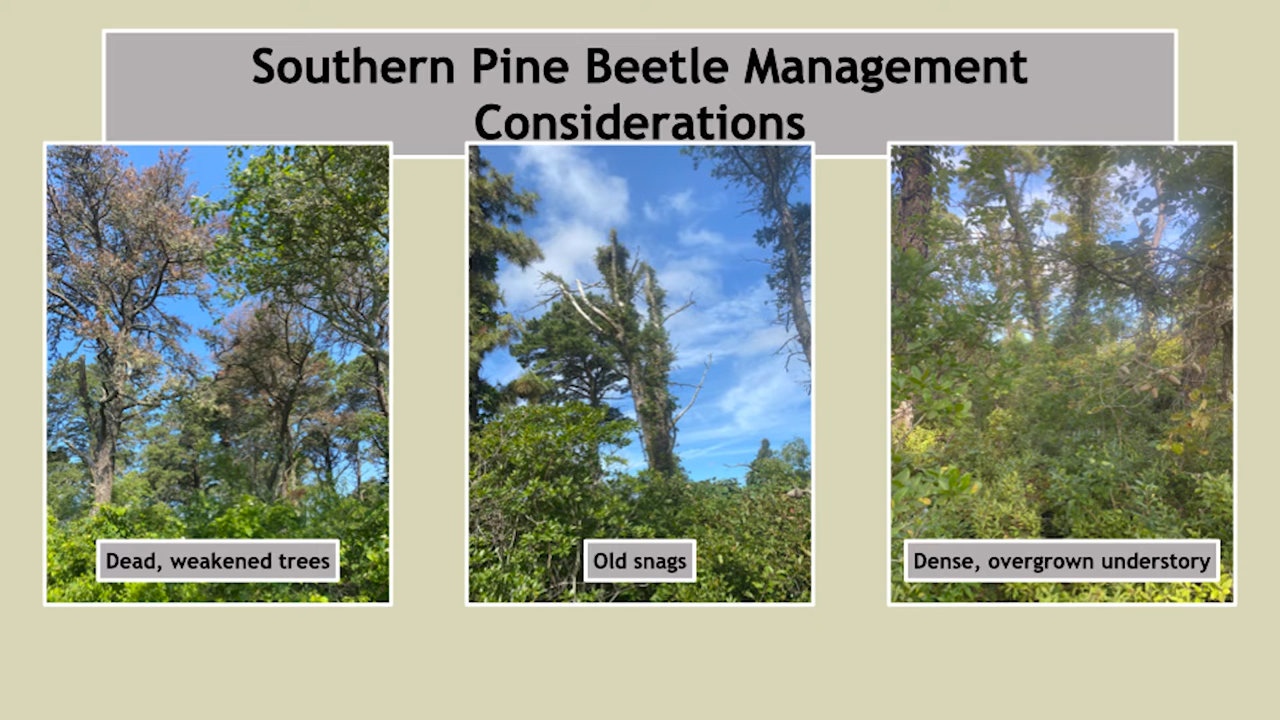 Southern Pine Beetle Management
Considerations
Dead, weakened trees
Old snags
Dense, overgrown understory